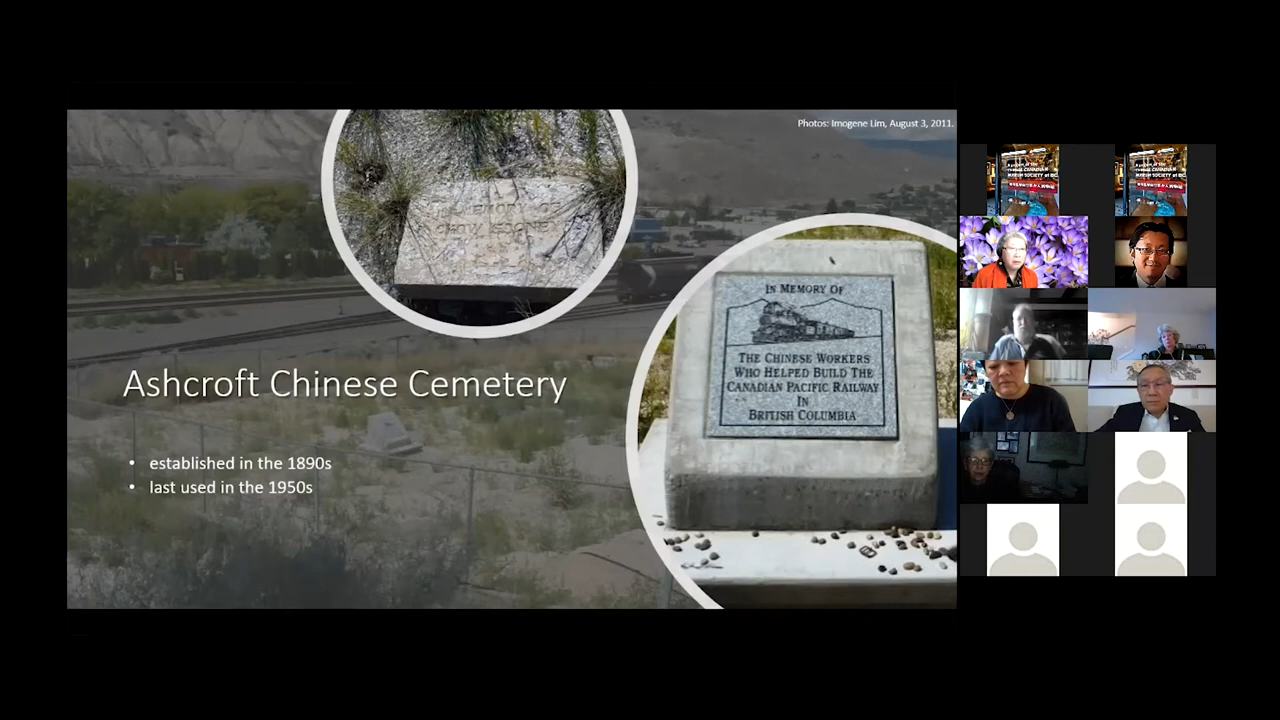 Photos: Imogene Lim, August 3, 2011.
MEMORY
IN MEMORY OF
THE CHINESE WORKERS
WHO HELPED BUILD THE
CANADIAN PACIFIC RAILWAY
IN
BRITISH COLUMBIA
Ashcroft Chinese Cemetery
• established in the 1890s
• last used in the 1950s